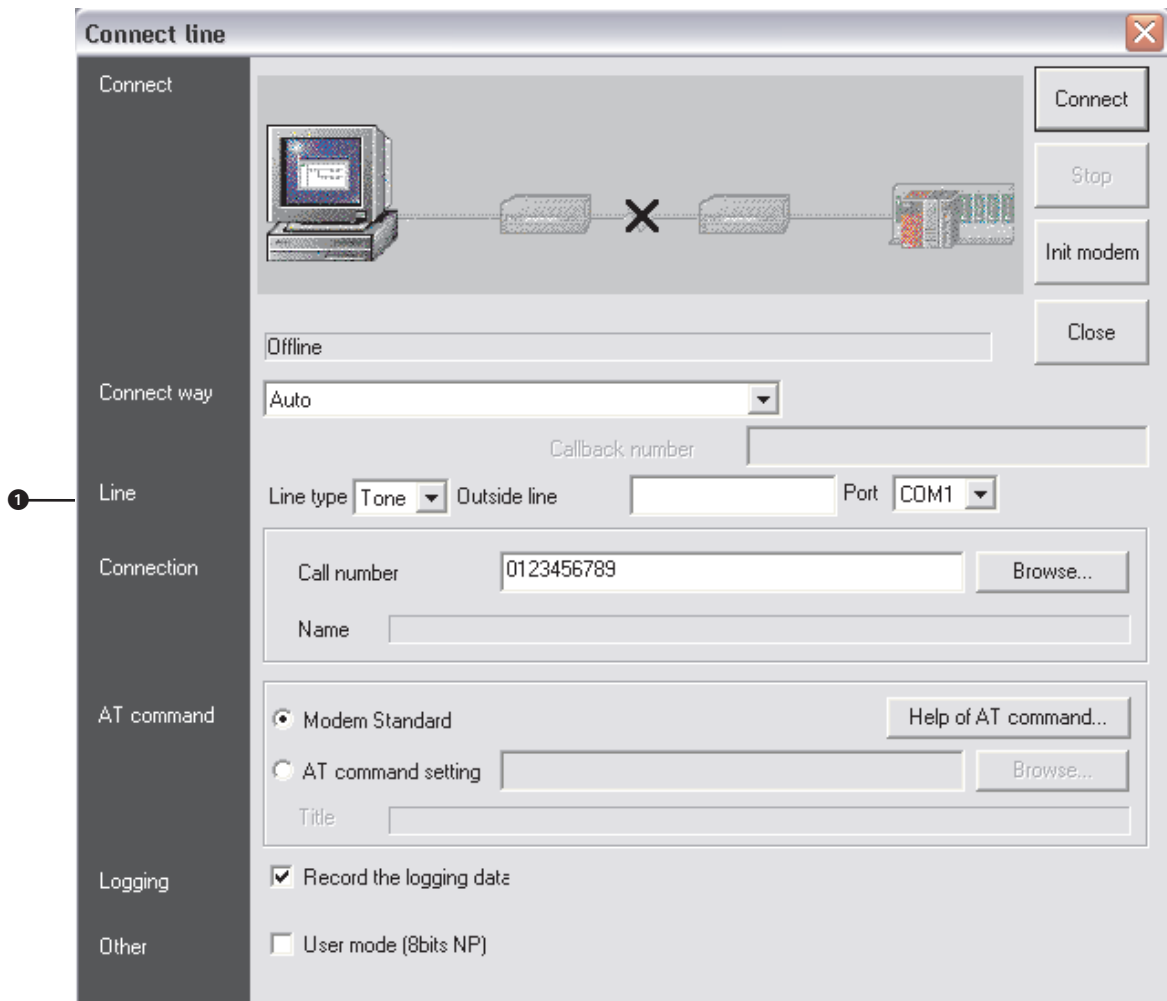 Connect line
Connect
Connect
Stop
Init modem
Close
Offline
Connect way
Auto
Callback number
❶
Line
Line type Tone Outside line Port COM1
Connection
Call number 0123456789 Browse...
Name
AT command
Modem Standard Help of AT command...
AT command setting Browse...
Title
Logging
Record the logging data
Other
User mode (8bits NP)